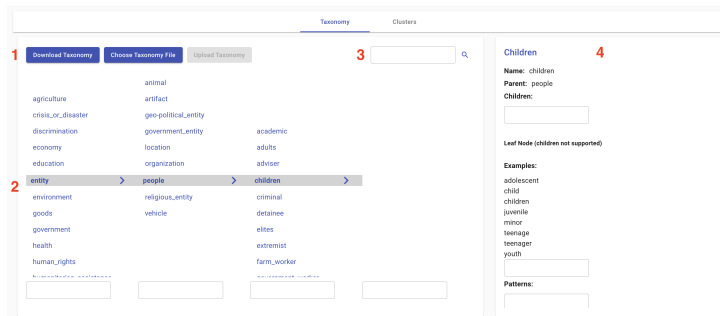 Taxonomy Clusters
1 Download Taxonomy Choose Taxonomy File Upload Taxonomy 3
animal
agriculture artifact
crisis_or_disaster geo-political_entity
discrimination government_entity academic
economy location adults
education organization adviser
2 entity people children
environment religious_entity criminal
goods vehicle detainee
government elites
health extremist
human_rights farm_worker
humanitarian_assistance government_worker
Children 4
Name: children
Parent: people
Children:
Leaf Node (children not supported)
Examples:
adolescent
child
children
juvenile
minor
teenage
teenager
youth
Patterns: